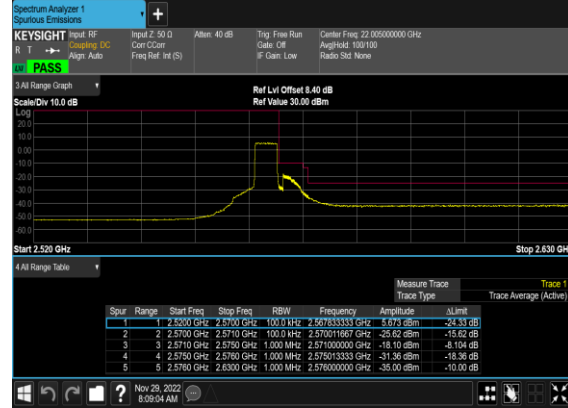 Spectrum Analyzer 1
Spurious Emissions
+
KEYSIGHT Input: RF Input Z: 50 Ω Atten: 40 dB Trig: Free Run Center Freq: 22.005000000 GHz
R T Coupling: DC Corr CCorr Gate: Off Avg|Hold: 100/100
Align: Auto Freq Ref: Int (S) IF Gain: Low Radio Std: None
PASS
3 All Range Graph
Ref Lvl Offset 8.40 dB
Scale/Div 10.0 dB Ref Value 30.00 dBm
Log
20.0
10.0
0.00
-10.0
-20.0
-30.0
-40.0
-50.0
-60.0
Start 2.520 GHz Stop 2.630 GH
4 All Range Table
Measure Trace Trace 1
Trace Type Trace Average (Active)
Spur Range Start Freq Stop Freq RBW Frequency Amplitude ΔLimit
1 1 2.5200 GHz 2.5700 GHz 100.0 kHz 2.567833333 GHz 5.673 dBm -24.33 dB
2 2 2.5700 GHz 2.5710 GHz 100.0 kHz 2.570011667 GHz -25.62 dBm -15.62 dB
3 3 2.5710 GHz 2.5750 GHz 1.000 MHz 2.571000000 GHz -18.10 dBm -8.104 dB
4 4 2.5750 GHz 2.5760 GHz 1.000 MHz 2.575013333 GHz -31.36 dBm -18.36 dB
5 5 2.5760 GHz 2.6300 GHz 1.000 MHz 2.576000000 GHz -35.00 dBm -10.00 dB
?
Nov 29, 2022
8:09:04 AM